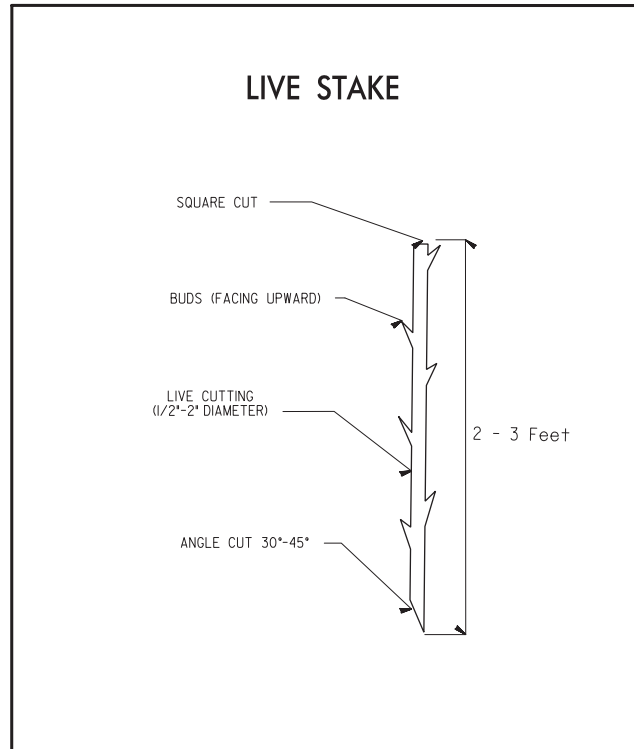 LIVE STAKE
SQUARE CUT
BUDS (FACING UPWARD)
LIVE CUTTING
(1/2"-2" DIAMETER)
2 - 3 Feet
ANGLE CUT 30°-45°